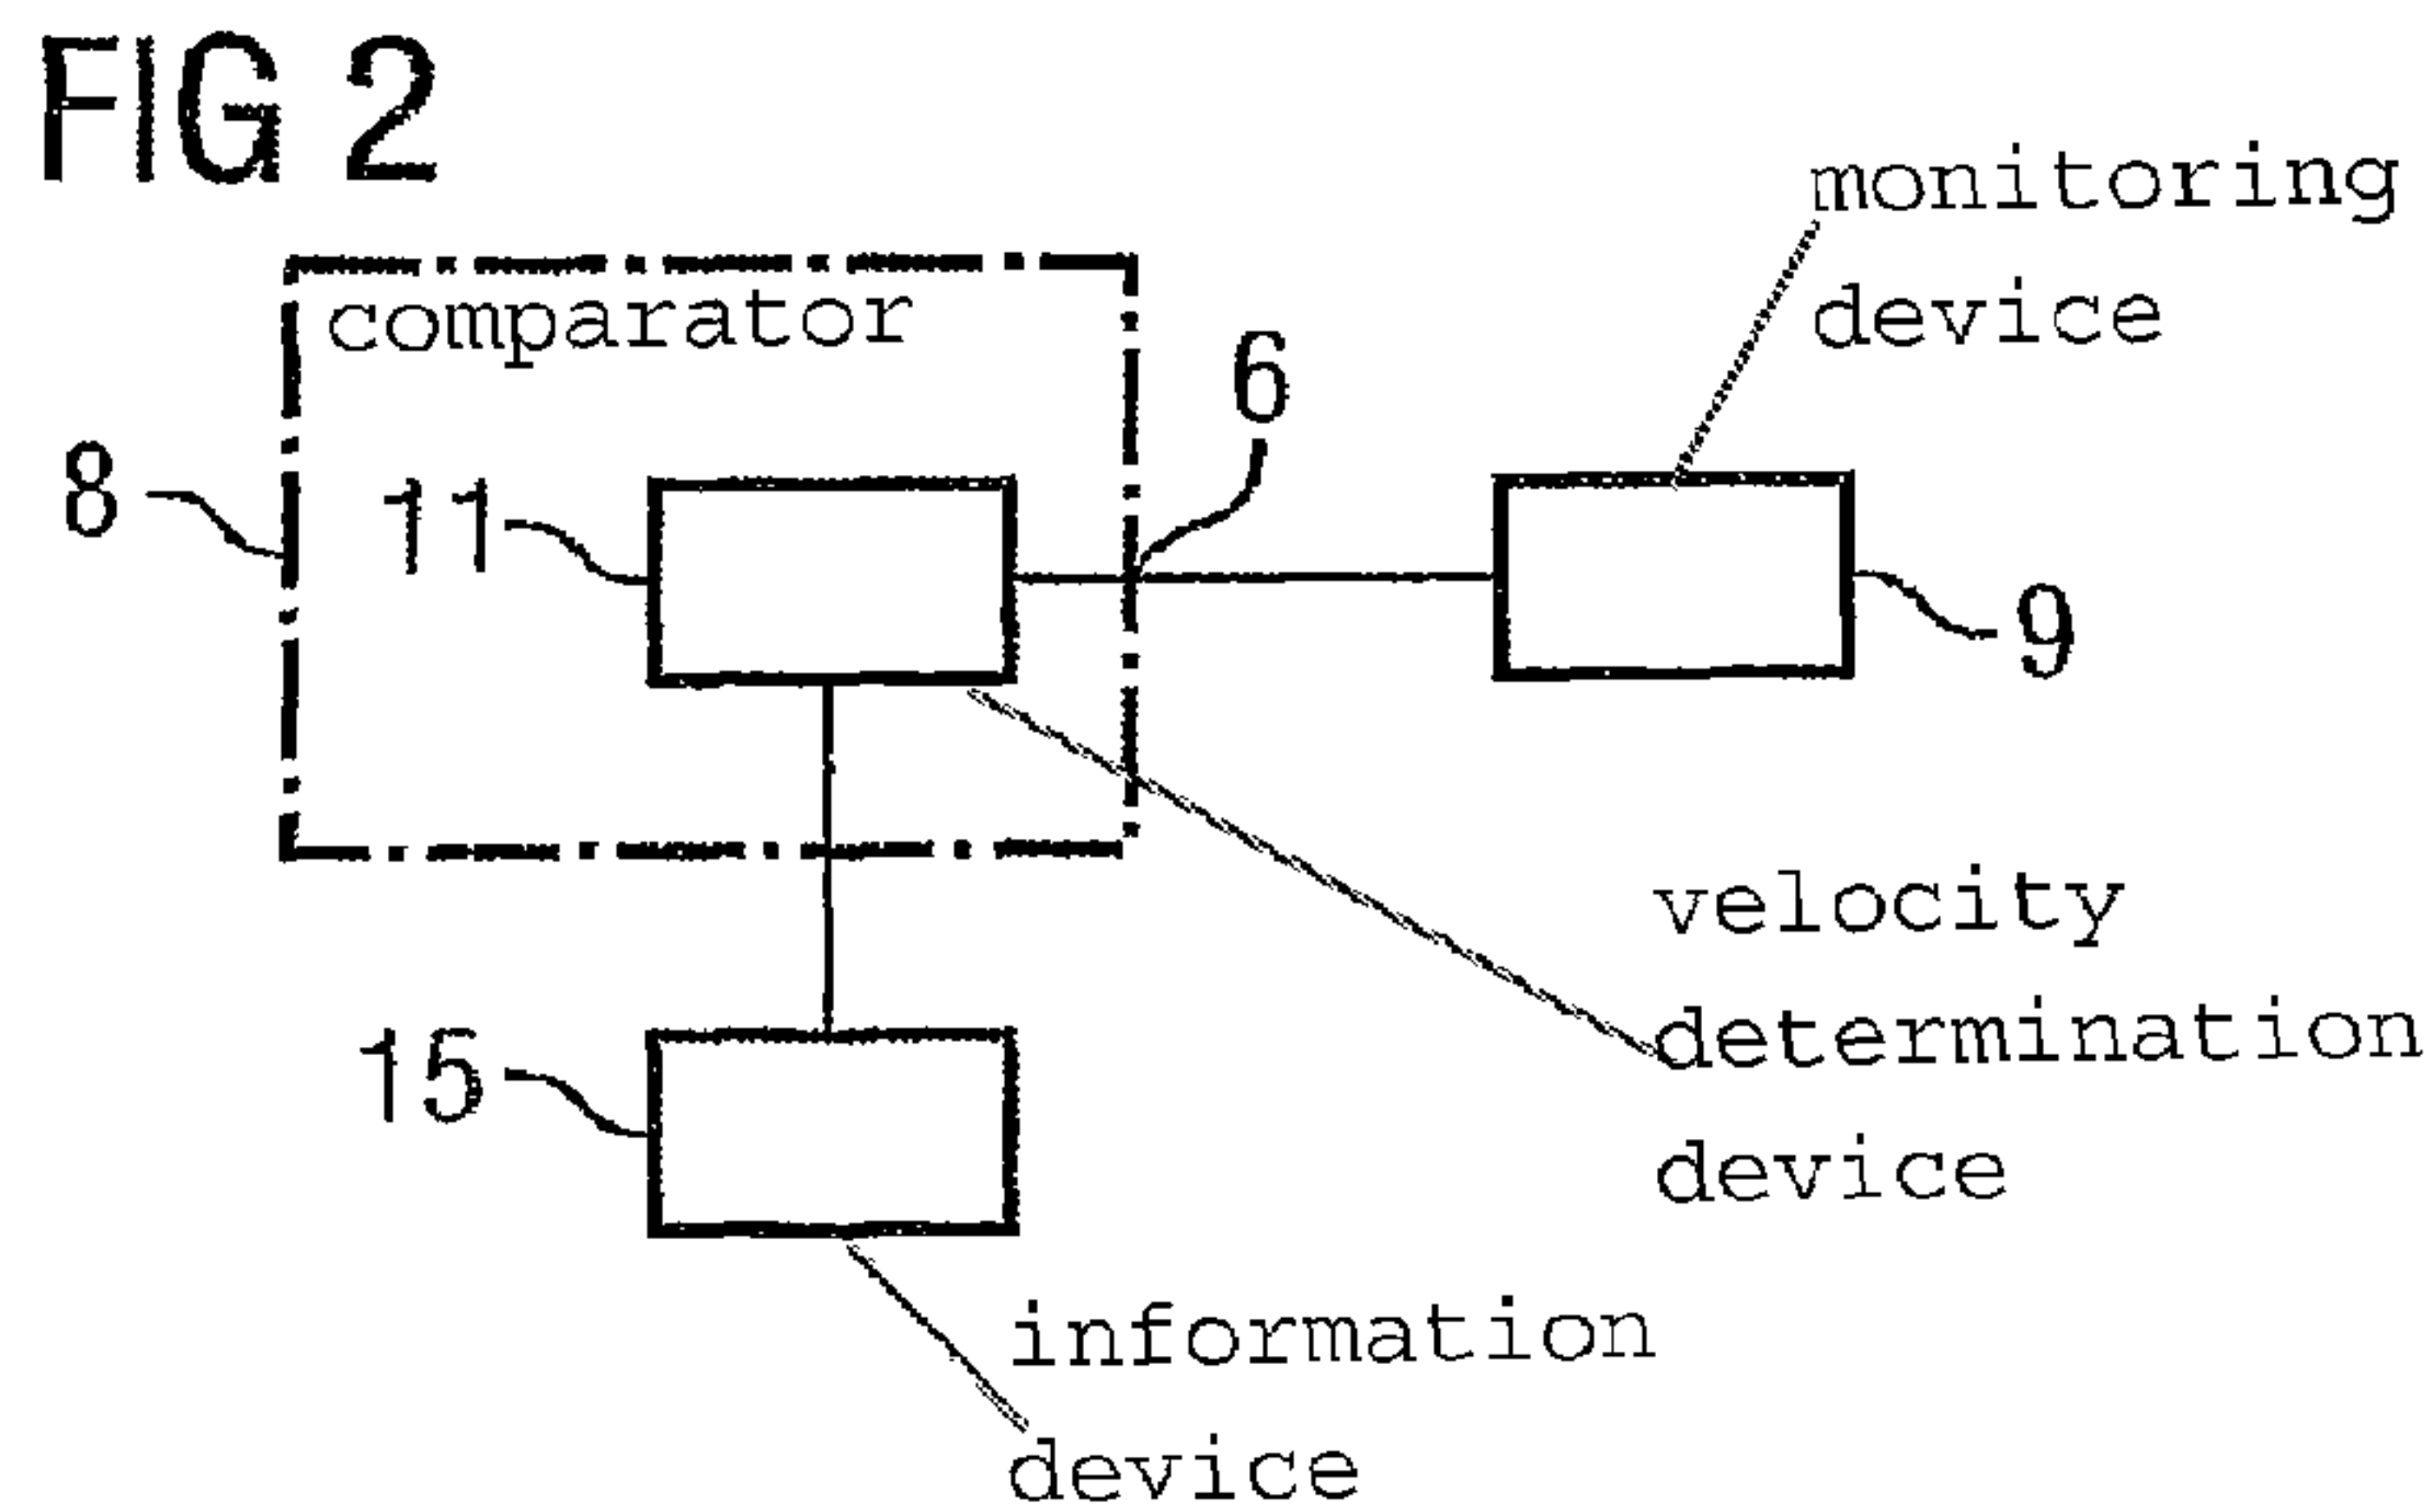 FIG 2
monitoring
device
comparator
6
8
11
9
velocity
determination
device
15
information
device